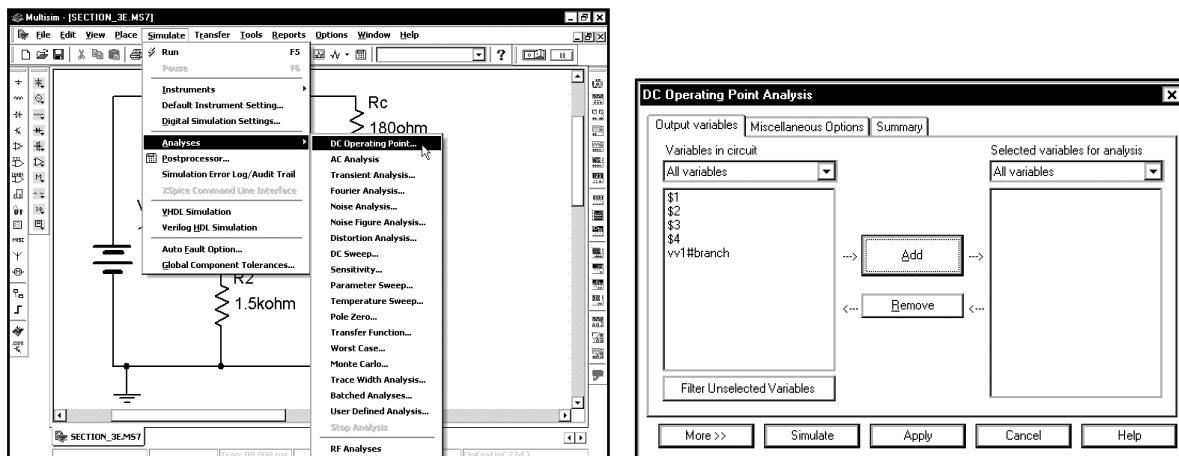 Multisim - [SECTION_3E.MS7]
File Edit View Place Simulate Transfer Tools Reports Options Window Help
Run F5
Pause F6
Instruments
Default Instrument Setting...
Digital Simulation Settings...
Analyses
Postprocessor...
Simulation Error Log/Audit Trail
XSpice Command Line Interface
VHDL Simulation
Verilog HDL Simulation
Auto Fault Option...
Global Component Tolerances...
DC Operating Point...
AC Analysis
Transient Analysis...
Fourier Analysis...
Noise Analysis...
Noise Figure Analysis...
Distortion Analysis...
DC Sweep...
Sensitivity...
Parameter Sweep...
Temperature Sweep...
Pole Zero...
Transfer Function...
Worst Case...
Monte Carlo...
Trace Width Analysis...
Batched Analyses...
User Defined Analysis...
Stop Analysis
RF Analyses
Rc
180ohm
R2
1.5kohm
MISC
SECTION_3E.MS7
Tran: 00.000 ms
DC Operating Point Analysis
Output variables Miscellaneous Options Summary
Variables in circuit
All variables
$1
$2
$3
$4
vv1#branch
Filter Unselected Variables
---> Add --->
<--- Remove <---
Selected variables for analysis
All variables
More >> Simulate Apply Cancel Help